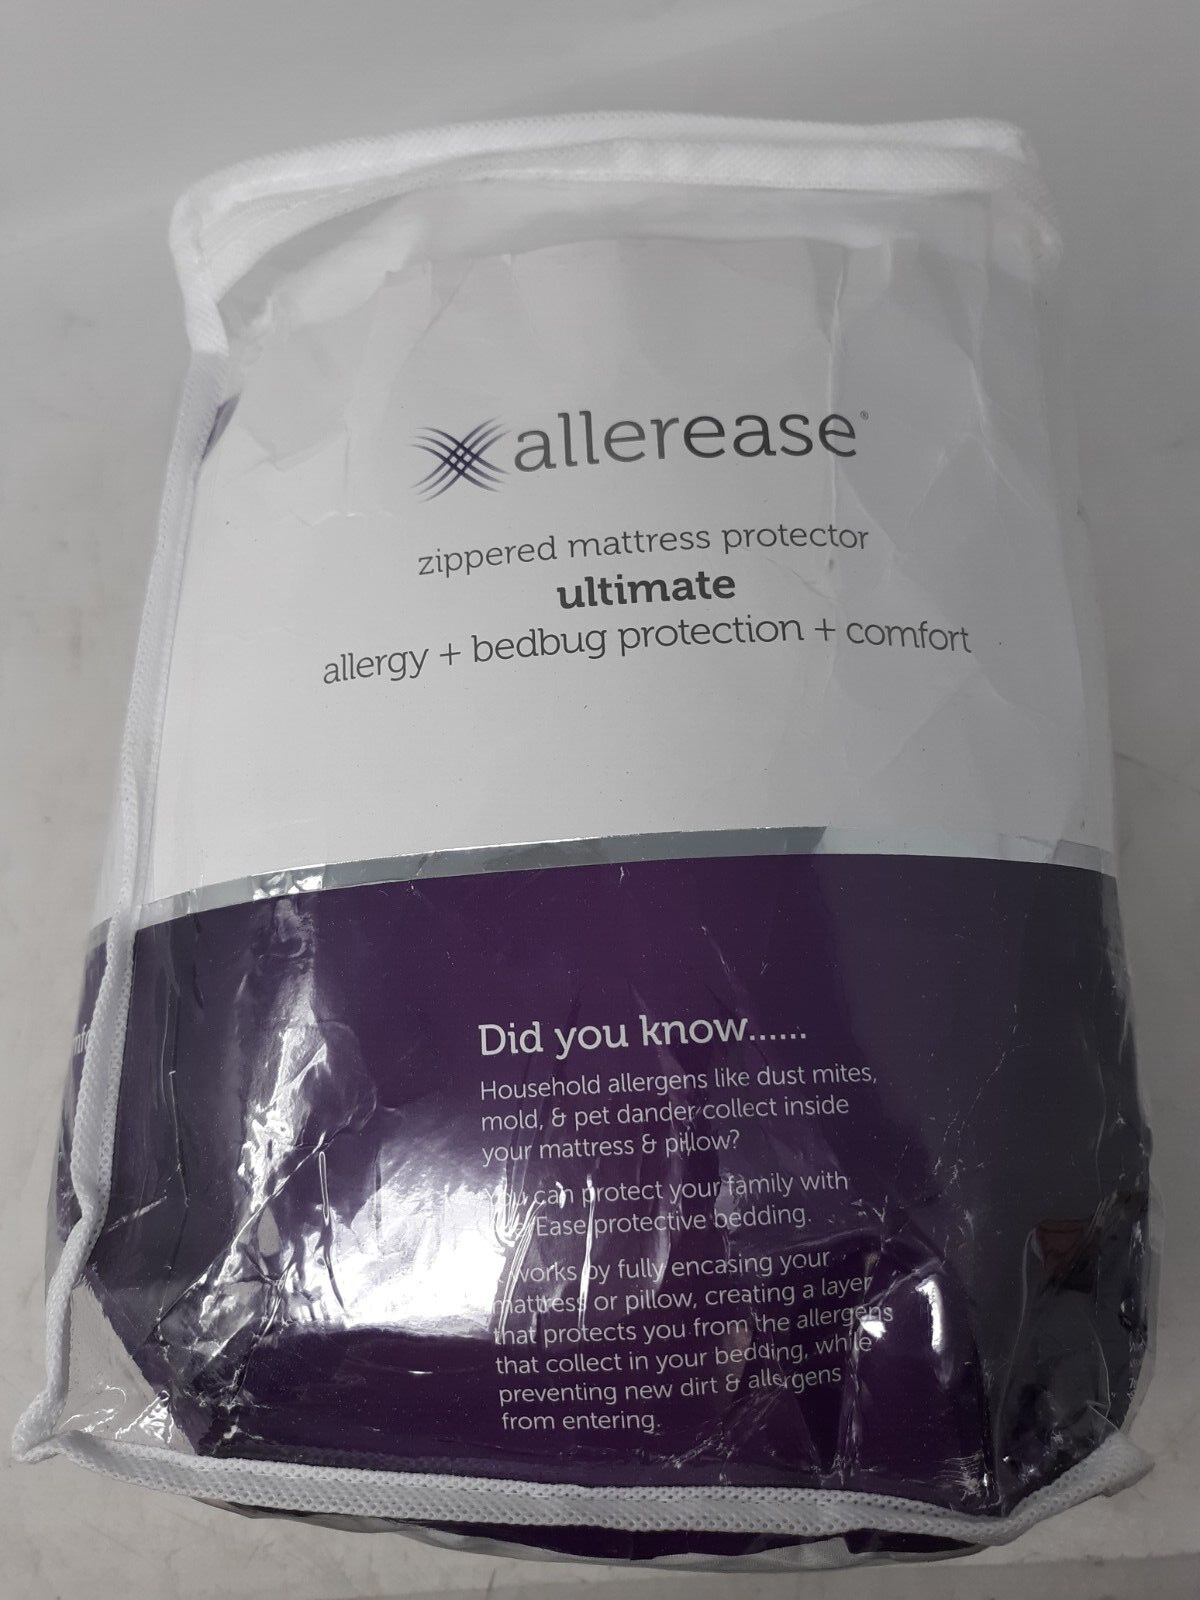 allerease®
zippered mattress protector
ultimate
allergy + bedbug protection + comfort
Did you know......
Household allergens like dust mites,
mold, & pet dander collect inside
your mattress & pillow?
You can protect your family with
Ease protective bedding.
works by fully encasing your
mattress or pillow, creating a layer
that protects you from the allergens
that collect in your bedding, while
preventing new dirt & allergens
from entering.